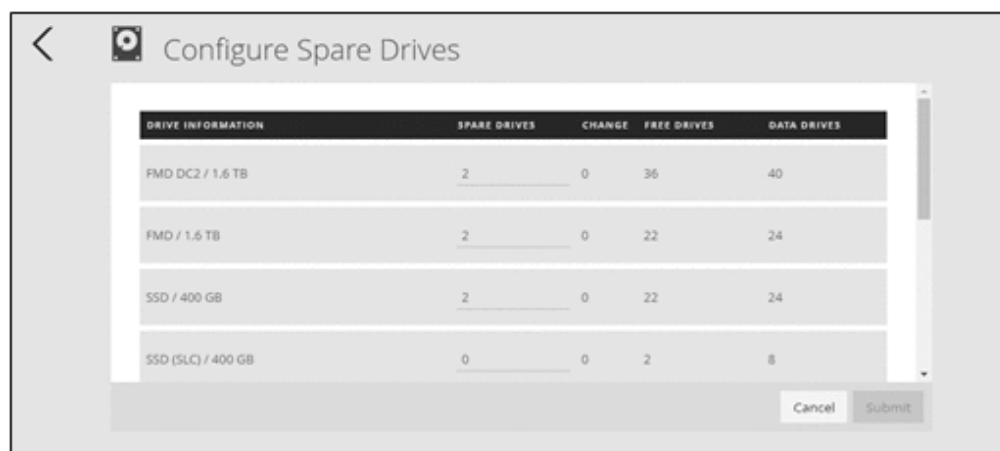 Configure Spare Drives
DRIVE INFORMATION SPARE DRIVES CHANGE FREE DRIVES DATA DRIVES
FMD DC2 / 1.6 TB 2 0 36 40
FMD / 1.6 TB 2 0 22 24
SSD / 400 GB 2 0 22 24
SSD (SLC) / 400 GB 0 0 2 8
Cancel Submit